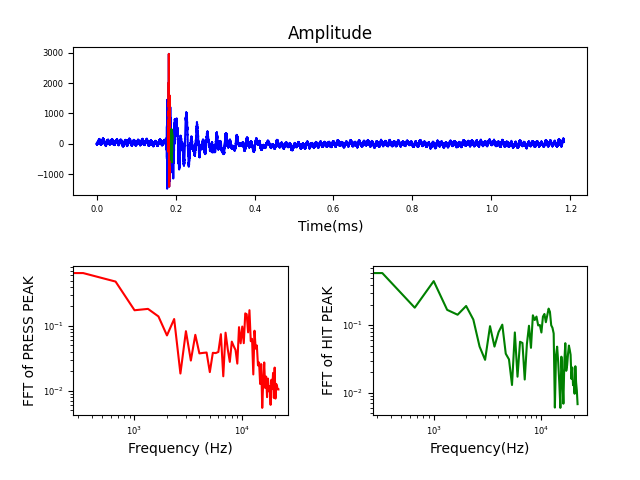 Amplitude
3000
2000
1000
0
−1000
0.0 0.2 0.4 0.6 0.8 1.0 1.2
Time(ms)
FFT of PRESS PEAK
10⁻¹
10⁻²
10³ 10⁴
Frequency (Hz)
FFT of HIT PEAK
10⁻¹
10⁻²
10³ 10⁴
Frequency(Hz)